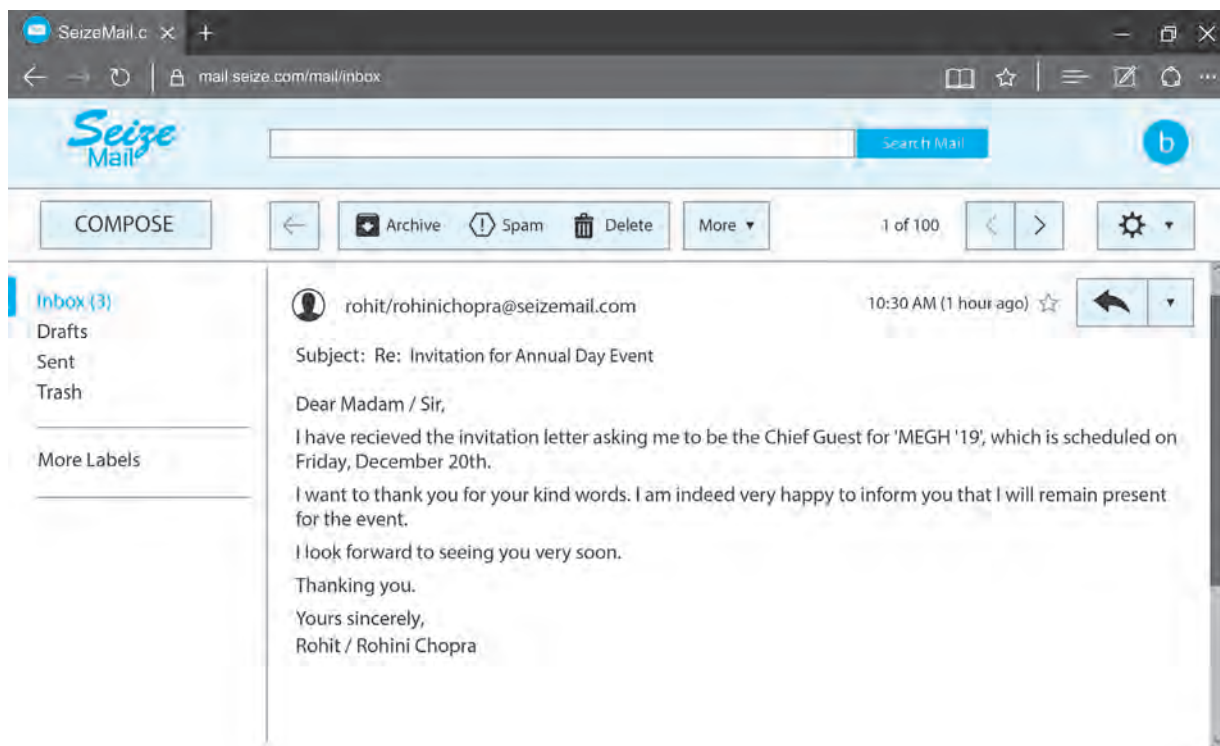 SeizeMail.c
mail.seize.com/mail/inbox
Seize
Mail
Search Mail
b
COMPOSE
Archive
Spam
Delete
More
1 of 100
Inbox (3)
Drafts
Sent
Trash
More Labels
rohit/rohinichopra@seizemail.com
10:30 AM (1 hour ago)
Subject: Re: Invitation for Annual Day Event
Dear Madam / Sir,
I have recieved the invitation letter asking me to be the Chief Guest for 'MEGH '19', which is scheduled on
Friday, December 20th.
I want to thank you for your kind words. I am indeed very happy to inform you that I will remain present
for the event.
I look forward to seeing you very soon.
Thanking you.
Yours sincerely,
Rohit / Rohini Chopra